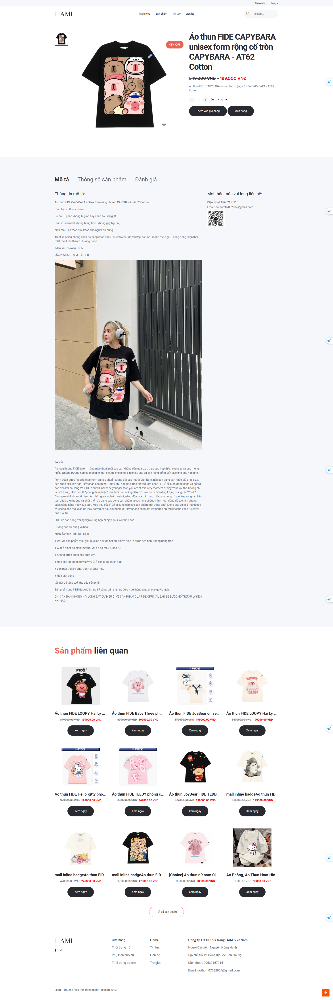 Đăng nhập | Đăng kí
LIAMI
Trang chủ
Sản phẩm
Tin tức
Liên hệ
Tìm kiếm...
43% OFF
Áo thun FIDE CAPYBARA
unisex form rộng cổ tròn
CAPYBARA - AT62
Cotton
349.000 VNĐ - 199.000 VNĐ
Áo thun FIDE CAPYBARA unisex form rộng cổ tròn CAPYBARA - AT62
Cotton
- 1 + đen s
Thêm vào giỏ hàng
Mua hàng
Mô tả
Thông số sản phẩm
Đánh giá
Thông tin mô tả:
Áo thun FIDE CAPYBARA unisex form rộng cổ tròn CAPYBARA - AT62 Cotton
Chất liệu:cotton 2 chiều
Bo cổ : 3 phân không bị giãn hay nhão sau khi giặt
Hình in : cam kết không bông tróc , không gây hại dạ ,
dính màu , an toàn sức khoẻ cho người sử dụng ,
Thiết kế nhiều phong cách đa dạng khác nhau : streetwear , dễ thương, cá tính , mạnh mẽ, ngầu , năng đông, hiện thời ,
thiết mới luôn theo xu hướng trend
Màu sắc có màu : ĐEN
Áo có 5 SIZE : S M L XL XXL
Mọi thắc mắc vui lòng liên hệ:
Điện thoại: 09632157915
Email: dothom07082004@gmail.com
Lưu ý:
Áo local brand FIDÉ là form rộng mặc thoải mái các bạn không cần up size trừ trường hợp thích oversize và qua mông
nhiều Những trường hợp có thân hình đặt biệt thì cho shop xin chiều cao và cân nặng để tư vấn size cho phù hợp nhé!
Form quần được Fit size theo form và tiêu chuẩn tương đối của người Việt Nam, nếu bạn đang cân nhắc giữa hai size,
nên chọn size lớn hơn. Hãy chọn cho mình 1 màu phù hợp nhé. Bạn cứ yên tâm chọn . FIDÉ sẽ luôn đồng hành và hổ trợ
bạn đến khi hài lòng Về FIDÉ: You will never be younger than you are at this very moment "Enjoy Your Youth!" Không chỉ
là thời trang, FIDÉ còn là "phòng thí nghiệm" của tuổi trẻ - nơi nghiên cứu và cho ra đời năng lượng mang tên "Youth".
Chúng mình luôn muốn tạo nên những trải nghiệm vui vẻ, năng động và trẻ trung. Lấy cảm hứng từ giới trẻ, sáng tạo liên
tục, bắt kịp xu hướng và phát triển đa dạng các dòng sản phẩm là cách mà chúng mình hoạt động để tạo nên phong
cách sống hằng ngày của bạn. Mục tiêu của FIDÉ là cung cấp các sản phẩm thời trang chất lượng cao với giá thành hợp
lý. Chẳng còn thời gian để loay hoay nữa đâu youngers ơi! Hãy nhanh chân bắt lấy những những khoảnh khắc tuyệt vời
của tuổi trẻ.
FIDÉ đã sẵn sàng trải nghiệm cùng bạn! "Enjoy Your Youth", now!
Hướng dẫn sử dụng và bảo
quản Áo thun FIDE OFFICIAL
+ Đối với sản phẩm mới, giặt qua lần đầu để hết bụi vải và hình in được bền hơn, không bong tróc
+ Giặt ở nhiệt độ bình thường, với đồ có màu tương tự.
+ Không được dùng hóa chất tẩy.
+ Hạn chế sử dụng máy sấy và ủi ở nkhiệt độ thích hợp.
+ Lộn mặt trái khi phơi tránh bị phai màu
+ Nên giặt bằng
túi giặt để tăng tuổi thọ của sản phẩm
Sản phẩm của FIDÉ được kiểm tra kỹ càng, cẩn thận trước khi gói hàng giao đi cho quý khách.
CHỈ CẦN BẠN KHÔNG HÀI LÒNG BẤT CỨ ĐIỀU GÌ VỀ SẢN PHẨM CỦA FIDE OFFICIAL BẠN SẼ ĐƯỢC HỔ TRỢ XỬ LÝ ĐẾN
KHI NÀO
Sản phẩm liên quan
FIDÉ
LOOPY
FIDÉ
LOOPY
Áo thun FIDE LOOPY Hải Ly ...
Áo thun FIDE Baby Three ph...
Áo thun FIDE JoyBear unise...
Áo thun FIDE LOOPY Hải Ly ...
379000.00 VND 199000.00 VND
379000.00 VND 199000.00 VND
379000.00 VND 199000.00 VND
349000.00 VND 190000.00 VND
Xem ngay
Xem ngay
Xem ngay
Xem ngay
FIDÉ
FIDÉ
Áo thun FIDE Hello Kitty phô...
Áo thun FIDE TEEDY phông c...
Áo thun JoyBear FIDE TEDD...
mall inline badgeÁo thun FID...
379000.00 VND 199000.00 VND
379000.00 VND 349000.00 VND
379000.00 VND 199000.00 VND
379000.00 VND 199000.00 VND
Xem ngay
Xem ngay
Xem ngay
Xem ngay
FIDE
BUNNY
mall inline badgeÁo thun FID...
mall inline badgeÁo thun FID...
[Choice] Áo thun nữ nam CL...
Áo Phông, Áo Thun Hoạt Hìn...
420000.00 VND 249000.00 VND
379000.00 VND 179000.00 VND
160000.00 VND 98000.00 VND
59000.00 VND 39000.00 VND
Xem ngay
Xem ngay
Xem ngay
Xem ngay
Tất cả sản phẩm
LIAMI
Cửa hàng
Thời trang nữ
Phụ kiện cho nữ
Thời trang trẻ em
Liami
Tin tức
Liên hệ
Trợ giúp
Công ty TNHH Thời trang LIAMI Việt Nam
Người đại diện: Nguyễn Hồng Hạnh
Địa chỉ: Số 12-Hồng Kỳ-Sóc Sơn-Hà Nội
Điện thoại: 09632157915
Email: dothom07082004@gmail.com
Liami - Thương hiệu thời trang thành lập năm 2023.